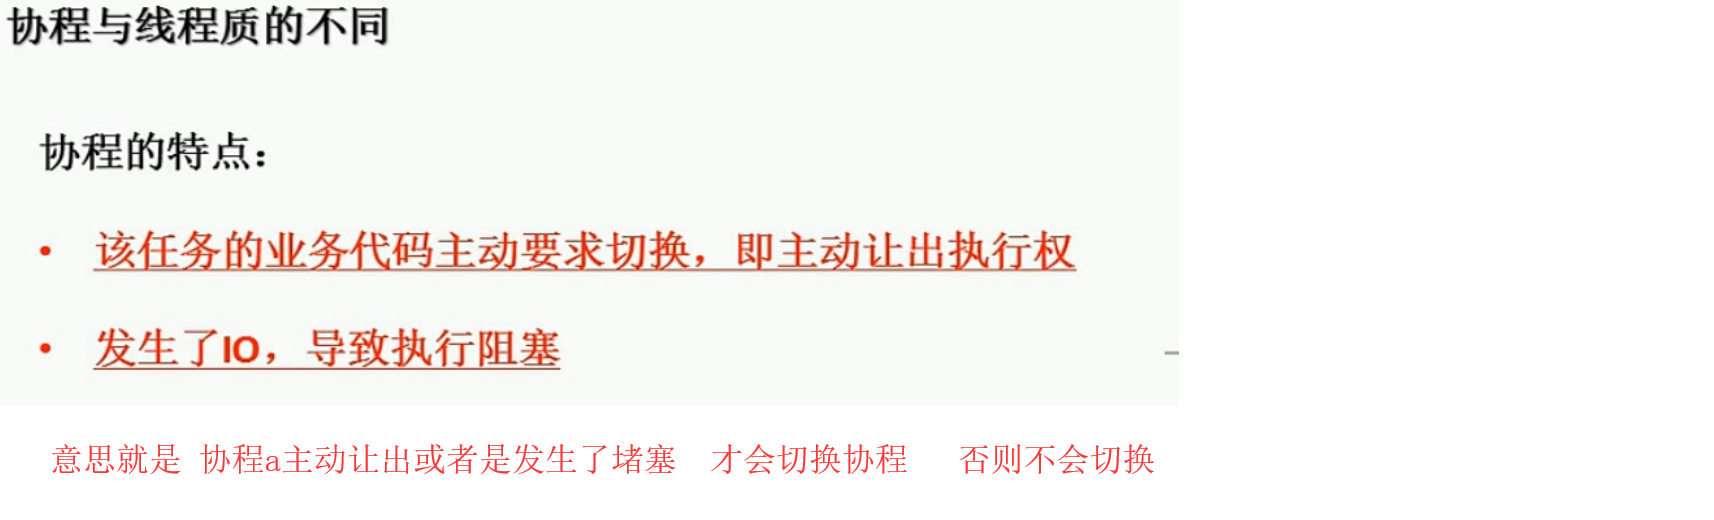 协程与线程质的不同
协程的特点：
• 该任务的业务代码主动要求切换，即主动让出执行权
• 发生了IO，导致执行阻塞
意思就是 协程a主动让出或者是发生了堵塞 才会切换协程 否则不会切换